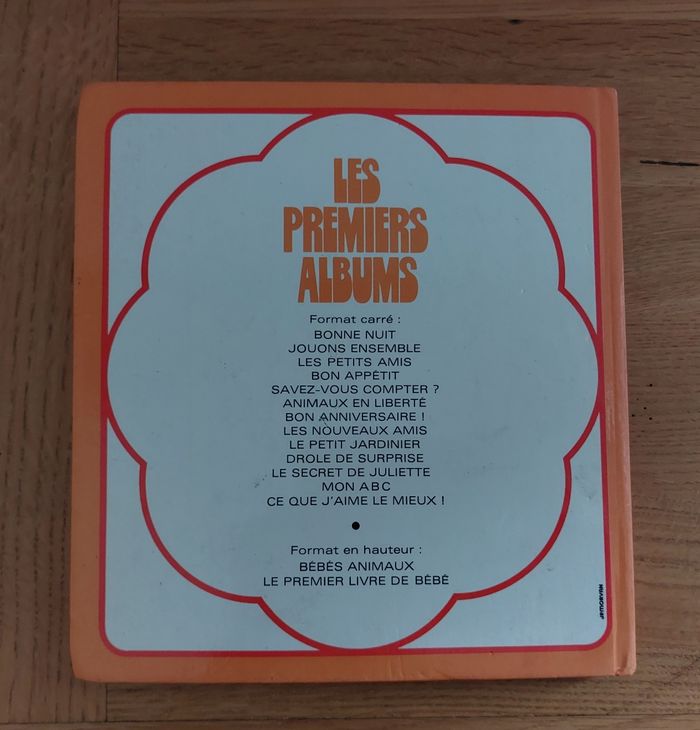 LES
PREMIERS
ALBUMS
Format carré :
BONNE NUIT
JOUONS ENSEMBLE
LES PETITS AMIS
BON APPÉTIT
SAVEZ-VOUS COMPTER ?
ANIMAUX EN LIBERTÉ
BON ANNIVERSAIRE !
LES NOUVEAUX AMIS
LE PETIT JARDINIER
DROLE DE SURPRISE
LE SECRET DE JULIETTE
MON ABC
CE QUE J'AIME LE MIEUX !
Format en hauteur :
BÉBÉS ANIMAUX
LE PREMIER LIVRE DE BÉBÉ